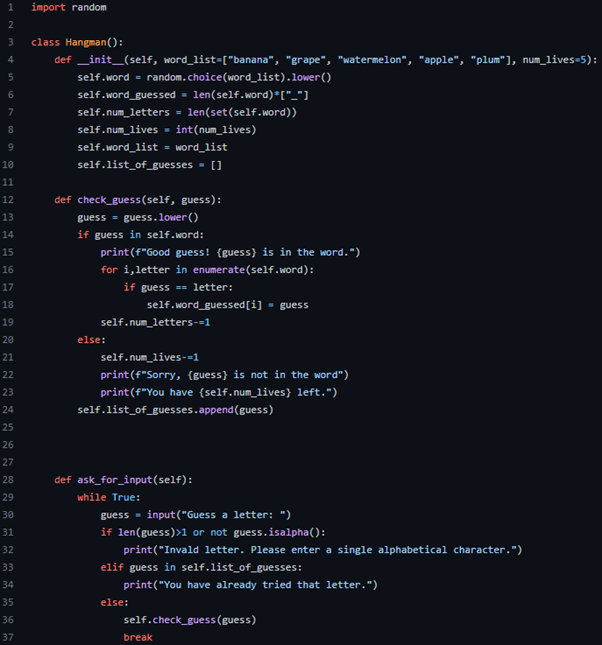 1 import random
2
3 class Hangman():
4     def __init__(self, word_list=["banana", "grape", "watermelon", "apple", "plum"], num_lives=5):
5         self.word = random.choice(word_list).lower()
6         self.word_guessed = len(self.word)*["_"]
7         self.num_letters = len(set(self.word))
8         self.num_lives = int(num_lives)
9         self.word_list = word_list
10         self.list_of_guesses = []
11
12     def check_guess(self, guess):
13         guess = guess.lower()
14         if guess in self.word:
15             print(f"Good guess! {guess} is in the word.")
16             for i,letter in enumerate(self.word):
17                 if guess == letter:
18                     self.word_guessed[i] = guess
19             self.num_letters-=1
20         else:
21             self.num_lives-=1
22             print(f"Sorry, {guess} is not in the word")
23             print(f"You have {self.num_lives} left.")
24         self.list_of_guesses.append(guess)
25
26
27
28     def ask_for_input(self):
29         while True:
30             guess = input("Guess a letter: ")
31             if len(guess)>1 or not guess.isalpha():
32                 print("Invald letter. Please enter a single alphabetical character.")
33             elif guess in self.list_of_guesses:
34                 print("You have already tried that letter.")
35             else:
36                 self.check_guess(guess)
37                 break